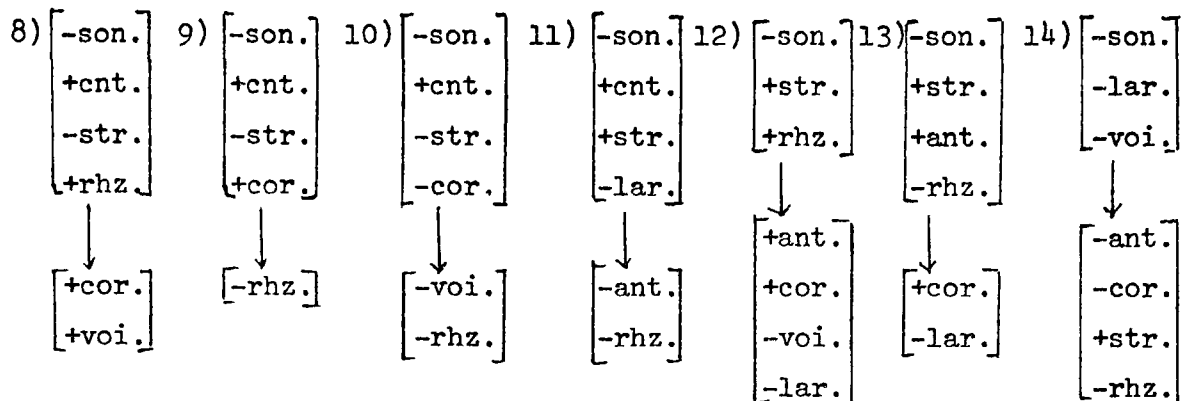 8) [-son.] 9) [-son.] 10) [-son.] 11) [-son.] 12) [-son.] 13) [-son.] 14) [-son.]
+cnt. +cnt. +cnt. +cnt. +str. +str. -lar.
-str. -str. -str. +str. +rhz. +ant. -voi.
+rhz. +cor. -cor. -lar. -rhz.
+ant. -ant.
+cor. -rhz. -voi. -ant. +cor. +cor. -cor.
+voi. -rhz. -rhz. -voi. -lar. +str.
-lar. -rhz.